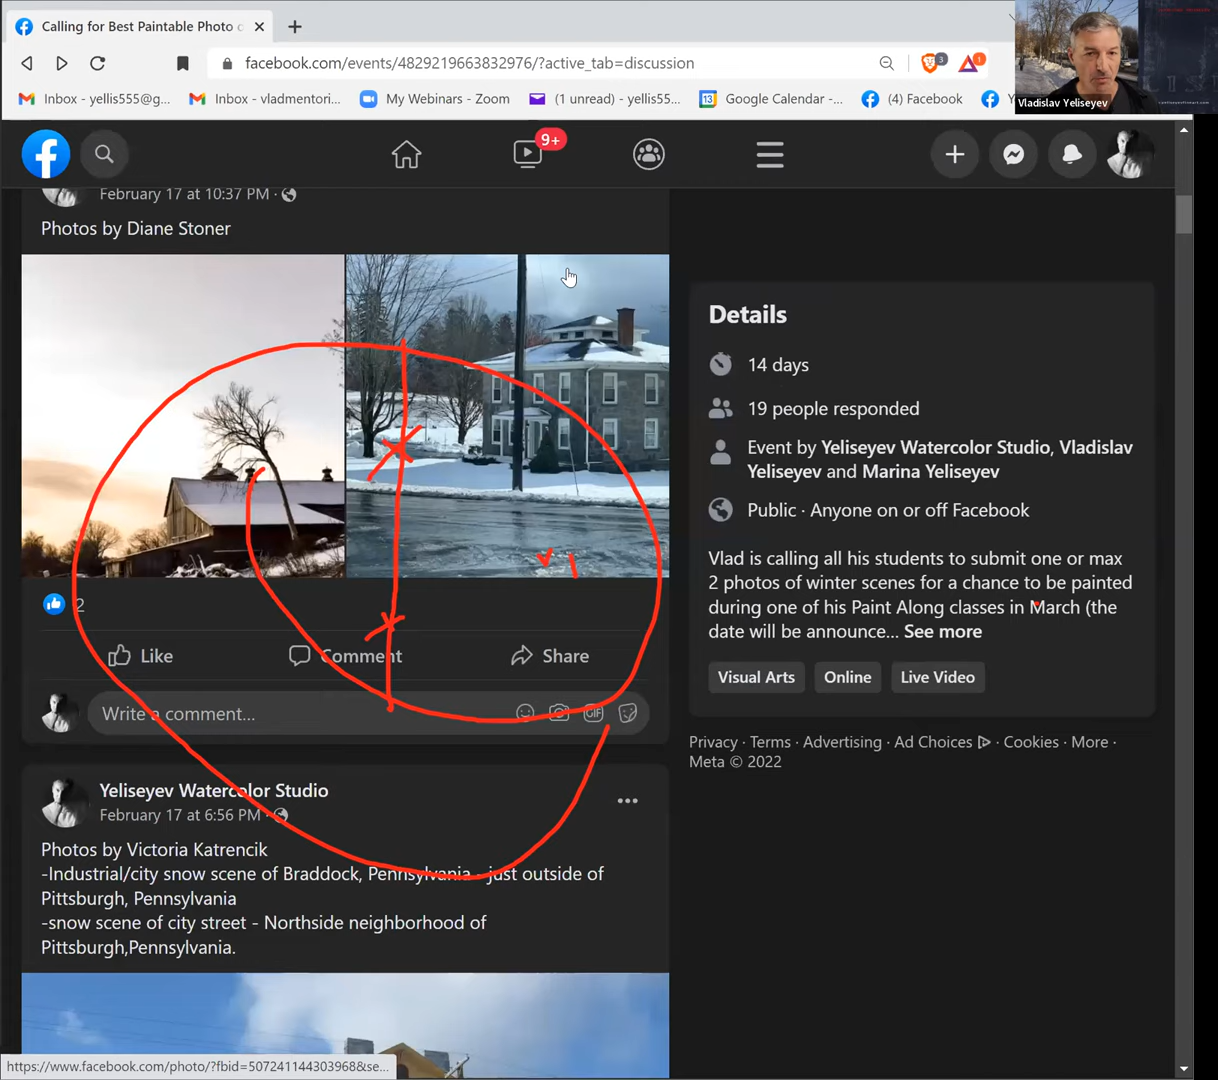 Calling for Best Paintable Photo
facebook.com/events/4829219663832976/?active_tab=discussion
3
1
Vladislav Yeliseyev
Inbox - yellis555@g...
Inbox - vladmentori...
My Webinars - Zoom
(1 unread) - yellis55...
13
Google Calendar -...
(4) Facebook
9+
February 17 at 10:37 PM ·
Photos by Diane Stoner
2
Like
Comment
Share
Write a comment...
GIF
Yeliseyev Watercolor Studio
February 17 at 6:56 PM ·
Photos by Victoria Katrencik
-Industrial/city snow scene of Braddock, Pennsylvania - just outside of
Pittsburgh, Pennsylvania
-snow scene of city street - Northside neighborhood of
Pittsburgh,Pennsylvania.
Details
14 days
19 people responded
Event by Yeliseyev Watercolor Studio, Vladislav
Yeliseyev and Marina Yeliseyev
Public · Anyone on or off Facebook
Vlad is calling all his students to submit one or max
2 photos of winter scenes for a chance to be painted
during one of his Paint Along classes in March (the
date will be announce... See more
Visual Arts
Online
Live Video
Privacy · Terms · Advertising · Ad Choices · Cookies · More ·
Meta © 2022
https://www.facebook.com/photo/?fbid=507241144303968&se...